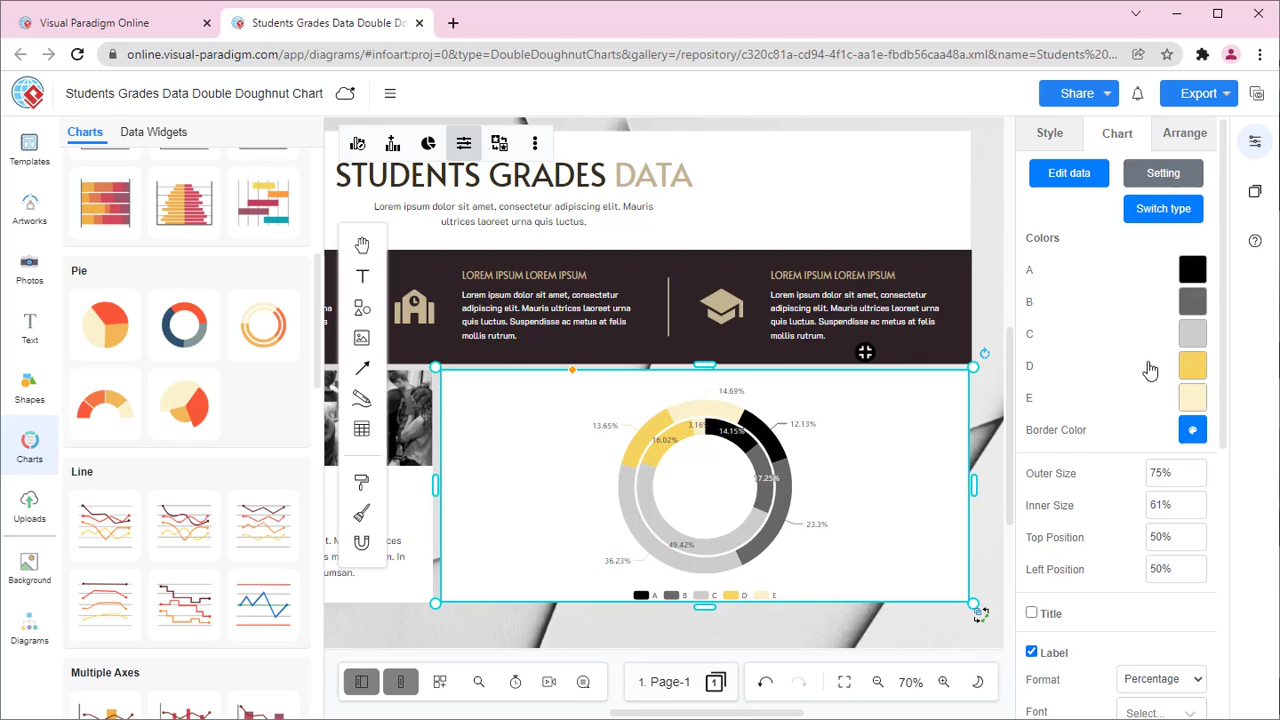 Visual Paradigm Online
Students Grades Data Double Do
online.visual-paradigm.com/app/diagrams/#infoart:proj=0&type=DoubleDoughnutCharts&gallery=/repository/c320c61a-cd94-4f1c-aa1e-fbdb56caa48a.xml&name=Students%20...
Students Grades Data Double Doughnut Chart
Share
Export
Templates
Artworks
Photos
Text
Shapes
Charts
Uploads
Background
Diagrams
Charts
Data Widgets
Pie
Line
Multiple Axes
STUDENTS GRADES DATA
Lorem ipsum dolor sit amet, consectetur adipiscing elit. Mauris
ultrices lacerat urna quis luctus.
LOREM IPSUM LOREM IPSUM
Lorem ipsum dolor sit amet, consectetur
adipiscing elit. Mauris ultrices lacerat urna
quis luctus. Suspendisse ac metus at felis
mollis rutrum.
LOREM IPSUM LOREM IPSUM
Lorem ipsum dolor sit amet, consectetur
adipiscing elit. Mauris ultrices lacerat urna
quis luctus. Suspendisse ac metus at felis
mollis rutrum.
t. Mauris
tus. In
umsan.
14.69%
13.65%
12.13%
16.02%
3.16%
14.15%
17.25%
23.3%
49.42%
36.23%
A B C D E
1. Page-1
1
70%
Style
Chart
Arrange
Edit data
Setting
Switch type
Colors
A
B
C
D
E
Border Color
Outer Size
75%
Inner Size
61%
Top Position
50%
Left Position
50%
Title
Label
Format
Percentage
Font
Select...